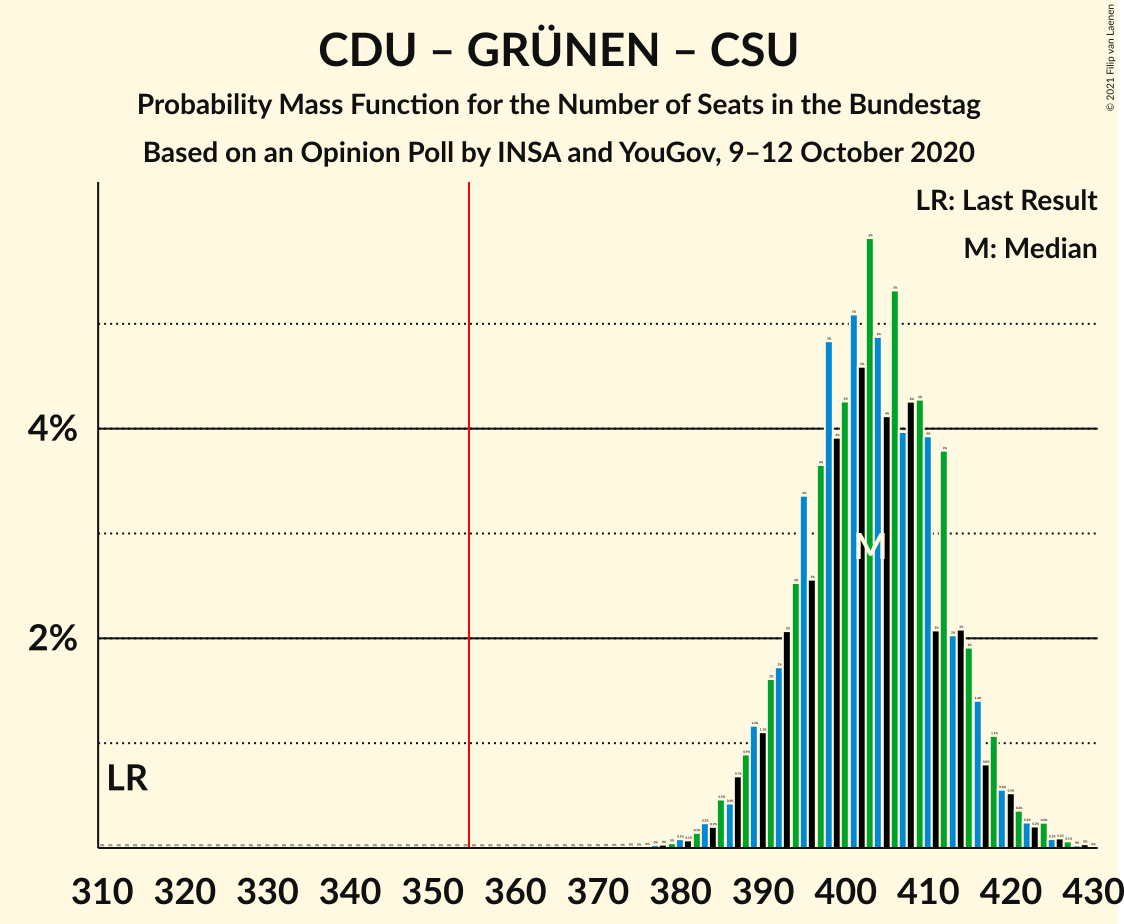 CDU – GRÜNEN – CSU
Probability Mass Function for the Number of Seats in the Bundestag
Based on an Opinion Poll by INSA and YouGov, 9–12 October 2020
© 2021 Filip van Laenen
LR: Last Result
M: Median
4%
2%
M
LR
310 320 330 340 350 360 370 380 390 400 410 420 430